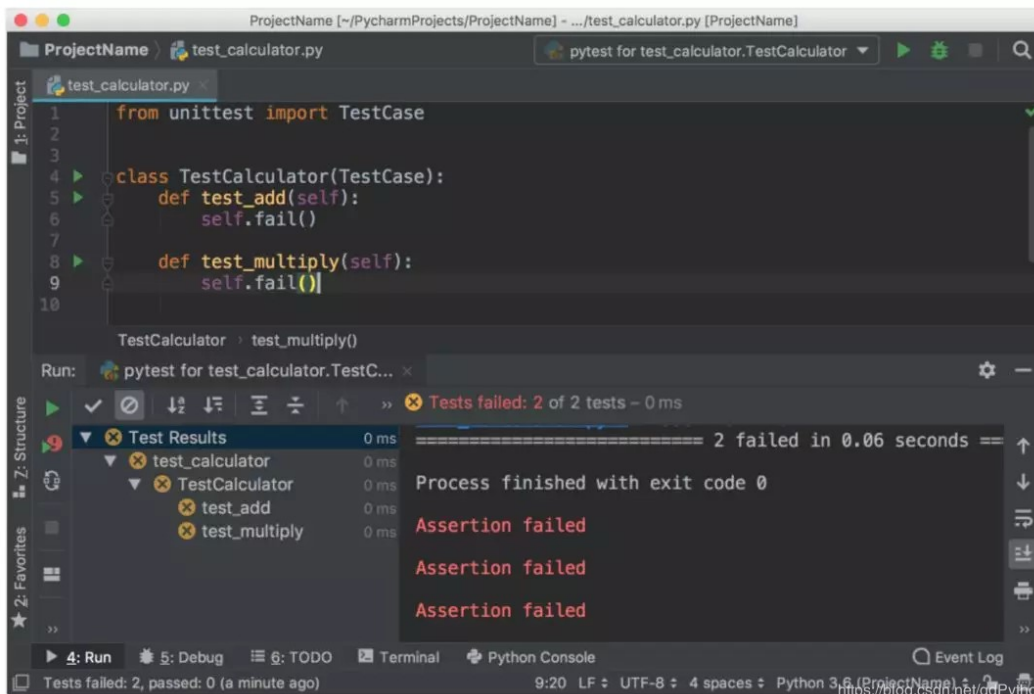 ProjectName [~/PycharmProjects/ProjectName] - .../test_calculator.py [ProjectName]
ProjectName test_calculator.py pytest for test_calculator.TestCalculator
test_calculator.py
1: Project
1 from unittest import TestCase
2
3
4 class TestCalculator(TestCase):
5 def test_add(self):
6 self.fail()
7
8 def test_multiply(self):
9 self.fail()
10
TestCalculator › test_multiply()
Run: pytest for test_calculator.TestC...
Tests failed: 2 of 2 tests – 0 ms
Test Results 0 ms
test_calculator 0 ms
TestCalculator 0 ms
test_add 0 ms
test_multiply 0 ms
=========================== 2 failed in 0.06 seconds ==
Process finished with exit code 0
Assertion failed
Assertion failed
Assertion failed
Z: Structure
2: Favorites
4: Run 5: Debug 6: TODO Terminal Python Console Event Log
Tests failed: 2, passed: 0 (a minute ago) 9:20 LF UTF-8 4 spaces Python 3.6 (ProjectName)